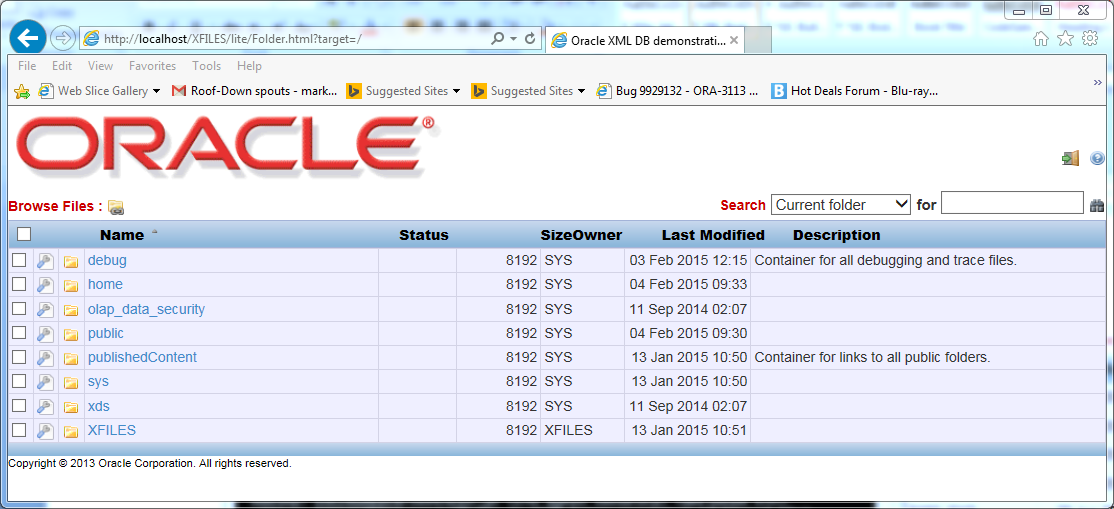 http://localhost/XFILES/lite/Folder.html?target=/
Oracle XML DB demonstrati...
File Edit View Favorites Tools Help
Web Slice Gallery Roof-Down spouts - mark... Suggested Sites Suggested Sites Bug 9929132 - ORA-3113 ... Hot Deals Forum - Blu-ray...
ORACLE®
Browse Files : Search Current folder for
Name Status SizeOwner Last Modified Description
debug 8192 SYS 03 Feb 2015 12:15 Container for all debugging and trace files.
home 8192 SYS 04 Feb 2015 09:33
olap_data_security 8192 SYS 11 Sep 2014 02:07
public 8192 SYS 04 Feb 2015 09:30
publishedContent 8192 SYS 13 Jan 2015 10:50 Container for links to all public folders.
sys 8192 SYS 13 Jan 2015 10:50
xds 8192 SYS 11 Sep 2014 02:07
XFILES 8192 XFILES 13 Jan 2015 10:51
Copyright © 2013 Oracle Corporation. All rights reserved.